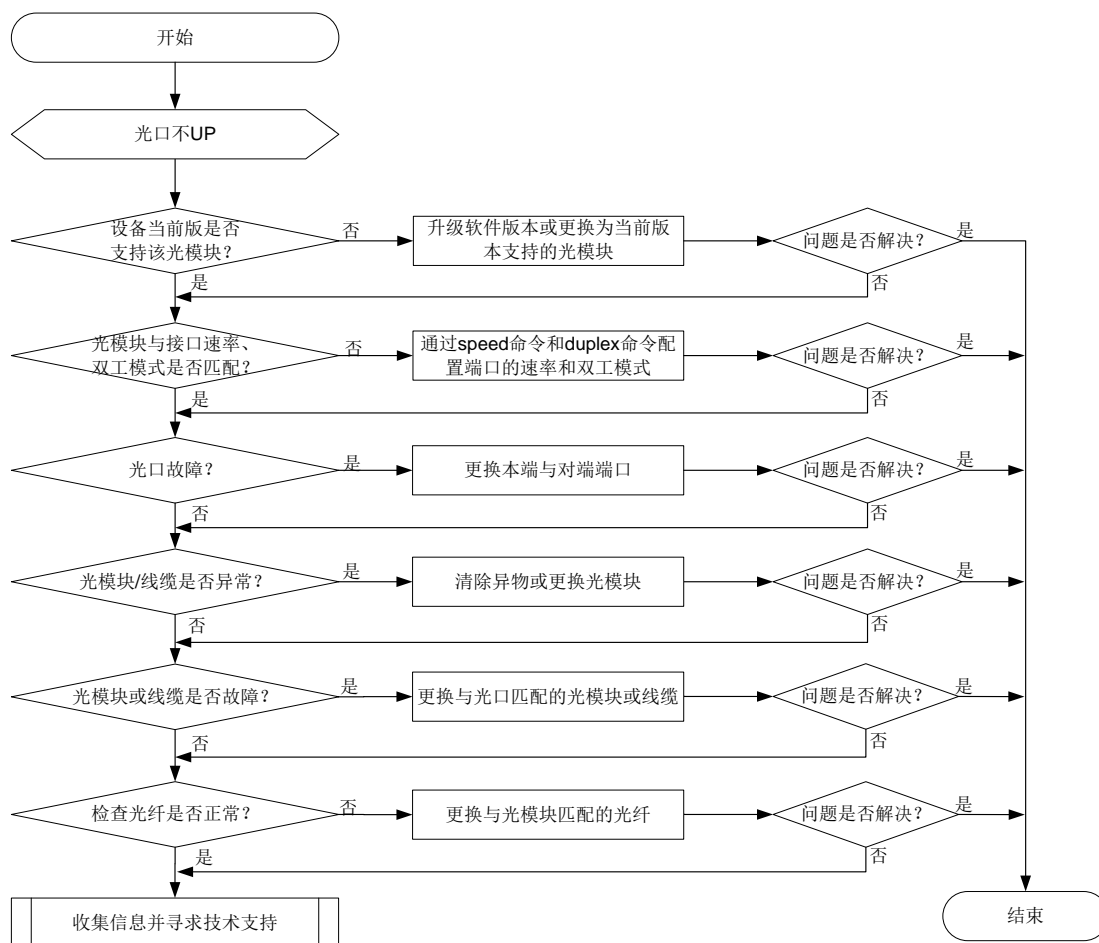 开始
光口不UP
设备当前版是否
支持该光模块？
否
升级软件版本或更换为当前版
本支持的光模块
问题是否解决？
是
是
否
光模块与接口速率、
双工模式是否匹配？
否
通过speed命令和duplex命令配
置端口的速率和双工模式
问题是否解决？
是
是
否
光口故障？
是
更换本端与对端端口
问题是否解决？
是
否
否
光模块/线缆是否异常？
是
清除异物或更换光模块
问题是否解决？
是
否
否
光模块或线缆是否故障？
是
更换与光口匹配的光模块或线缆
问题是否解决？
是
否
否
检查光纤是否正常？
否
更换与光模块匹配的光纤
问题是否解决？
是
是
否
收集信息并寻求技术支持
结束